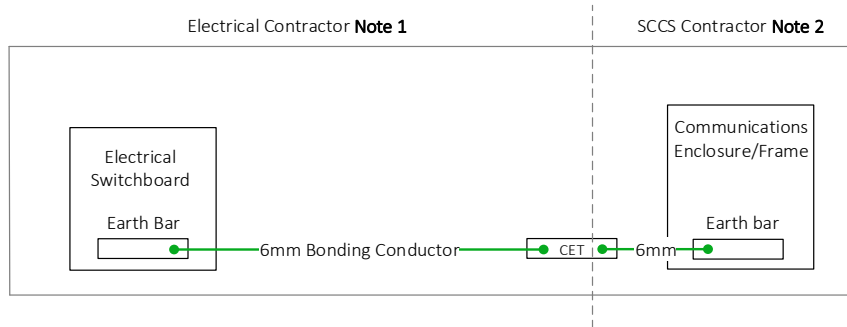 Electrical Contractor Note 1
SCCS Contractor Note 2
Electrical
Switchboard
Earth Bar
6mm Bonding Conductor
CET
6mm
Communications
Enclosure/Frame
Earth bar